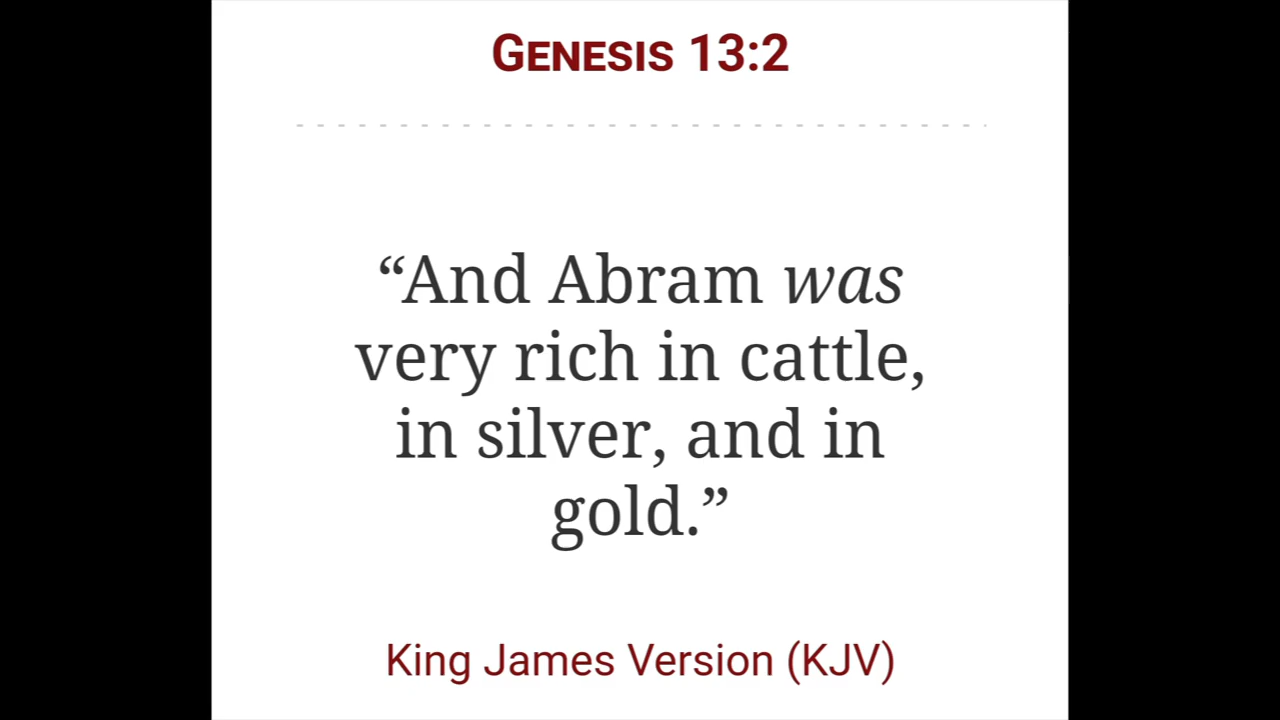 GENESIS 13:2
“And Abram was
very rich in cattle,
in silver, and in
gold.”
King James Version (KJV)